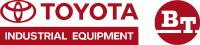 TOYOTA
INDUSTRIAL EQUIPMENT
BT